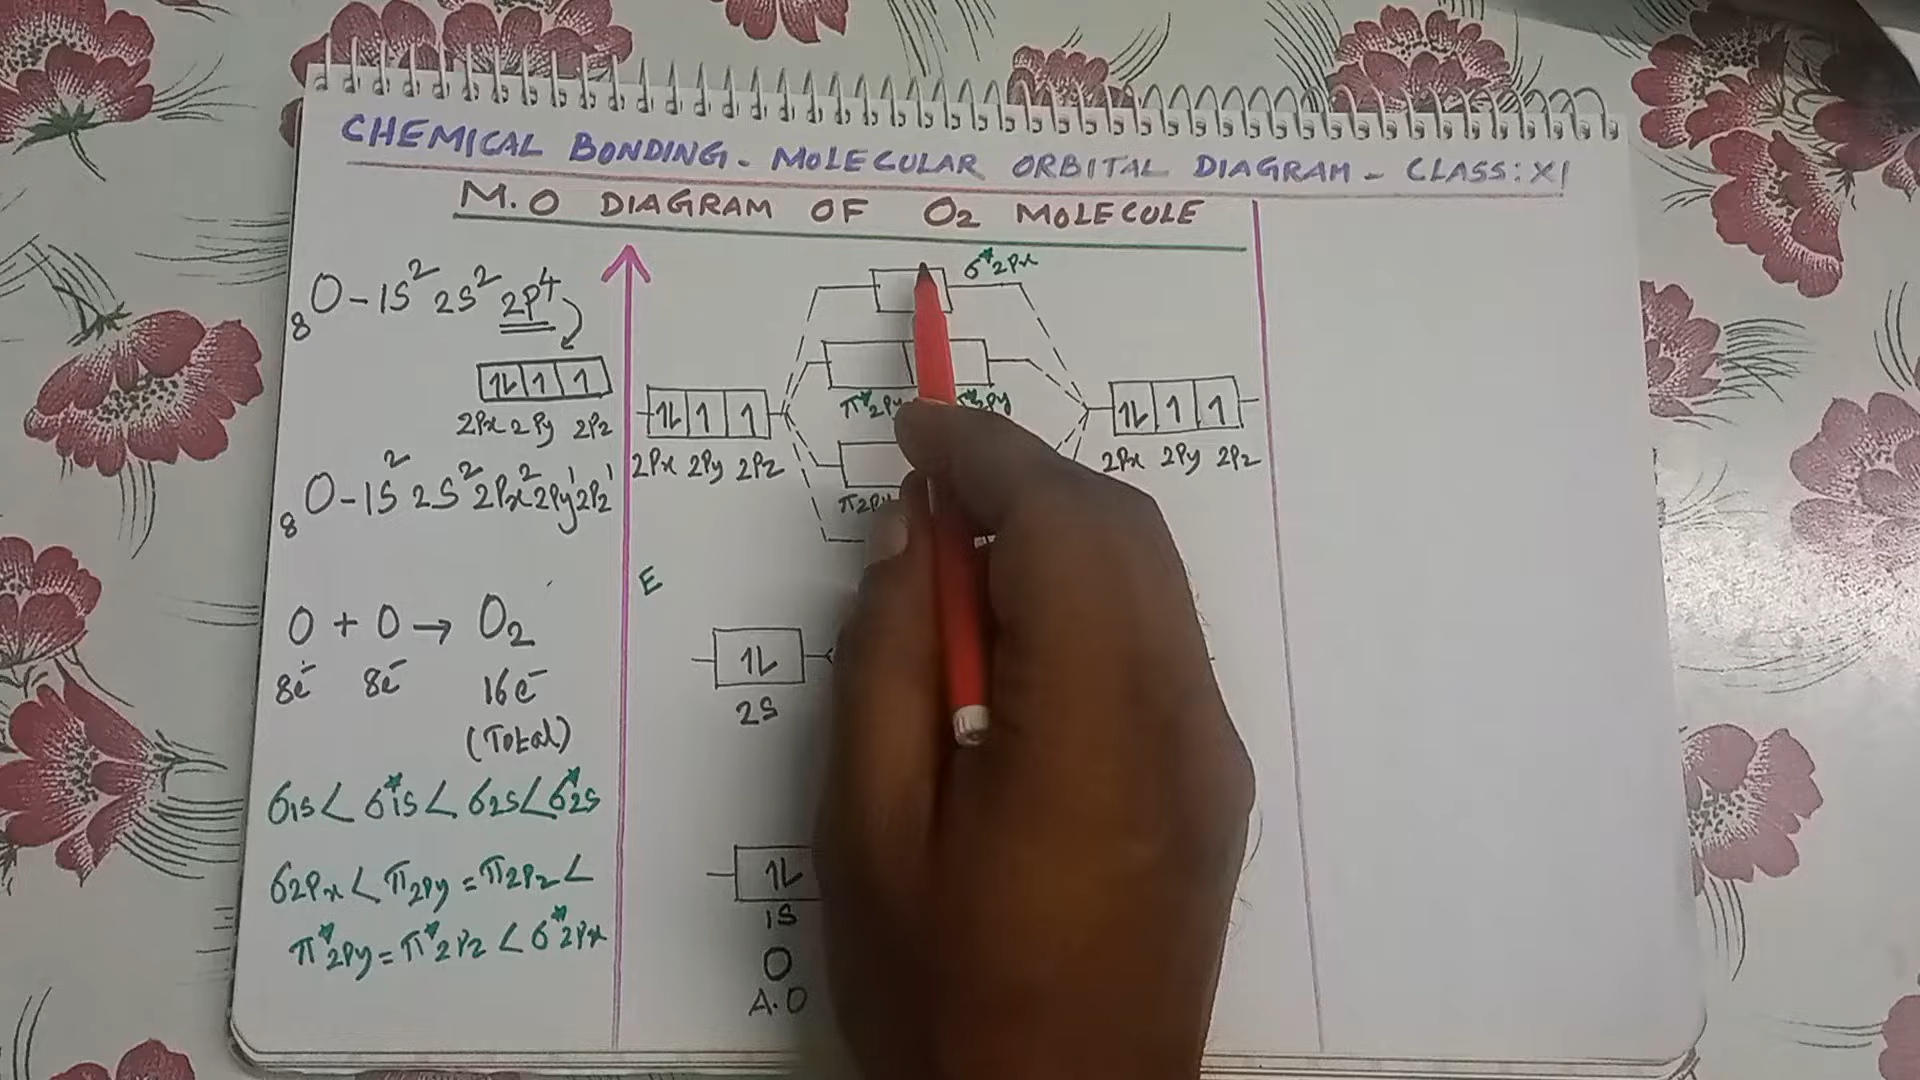 CHEMICAL BONDING - MOLECULAR ORBITAL DIAGRAM - CLASS: XI
M.O DIAGRAM OF O2 MOLECULE
8O - 1S² 2S² 2P⁴
1L 1 1
2Px 2Py 2Pz
8O - 1S² 2S² 2Px² 2Py¹ 2Pz¹
O + O → O2
8e⁻ 8e⁻ 16e⁻
(Total)
σ1s < σ*1s < σ2s < σ*2s
σ2Px < π2Py = π2Pz <
π*2Py = π*2Pz < σ*2Px
σ*2Px
π*2Py
1L 1 1
2Px 2Py 2Pz
1L 1 1
2Px 2Py 2Pz
E
1L
2S
1L
1S
O
A.O